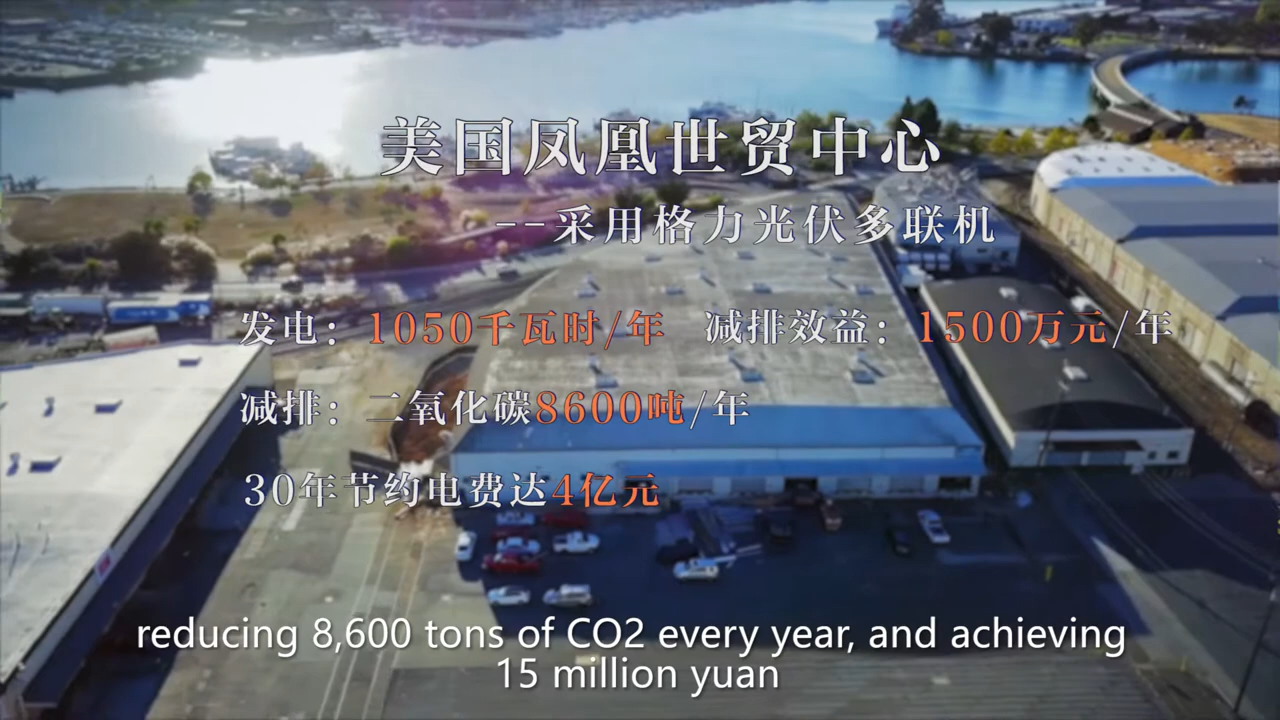 美国凤凰世贸中心
--采用格力光伏多联机
发电：1050千瓦时/年 减排效益：1500万元/年
减排：二氧化碳8600吨/年
30年节约电费达4亿元
reducing 8,600 tons of CO2 every year, and achieving
15 million yuan